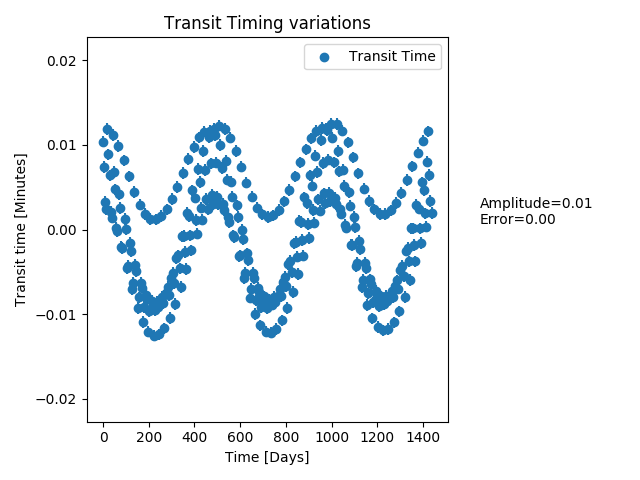 Transit Timing variations
Transit Time
0.02
0.01
0.00
−0.01
−0.02
Transit time [Minutes]
0 200 400 600 800 1000 1200 1400
Time [Days]
Amplitude=0.01
Error=0.00